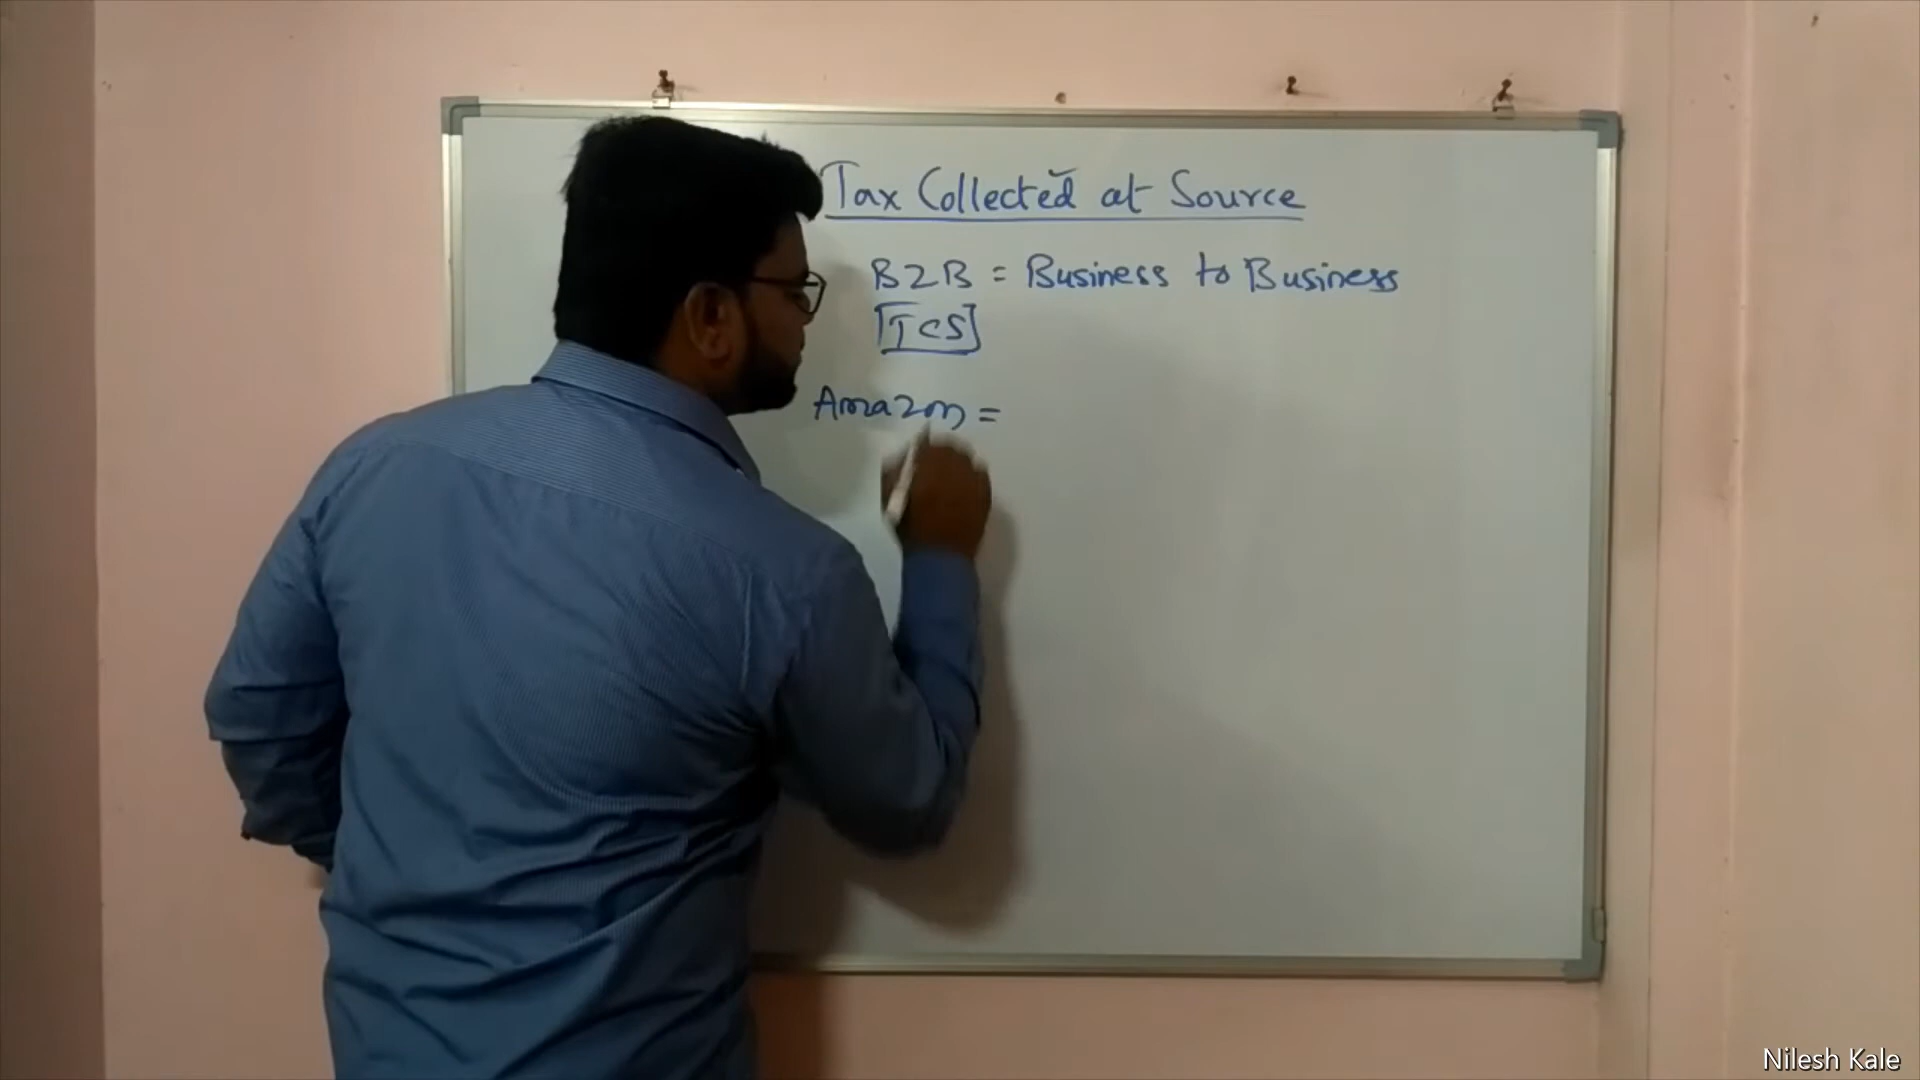 Tax Collected at Source
B2B = Business to Business
[TCS]
Amazon =
Nilesh Kale